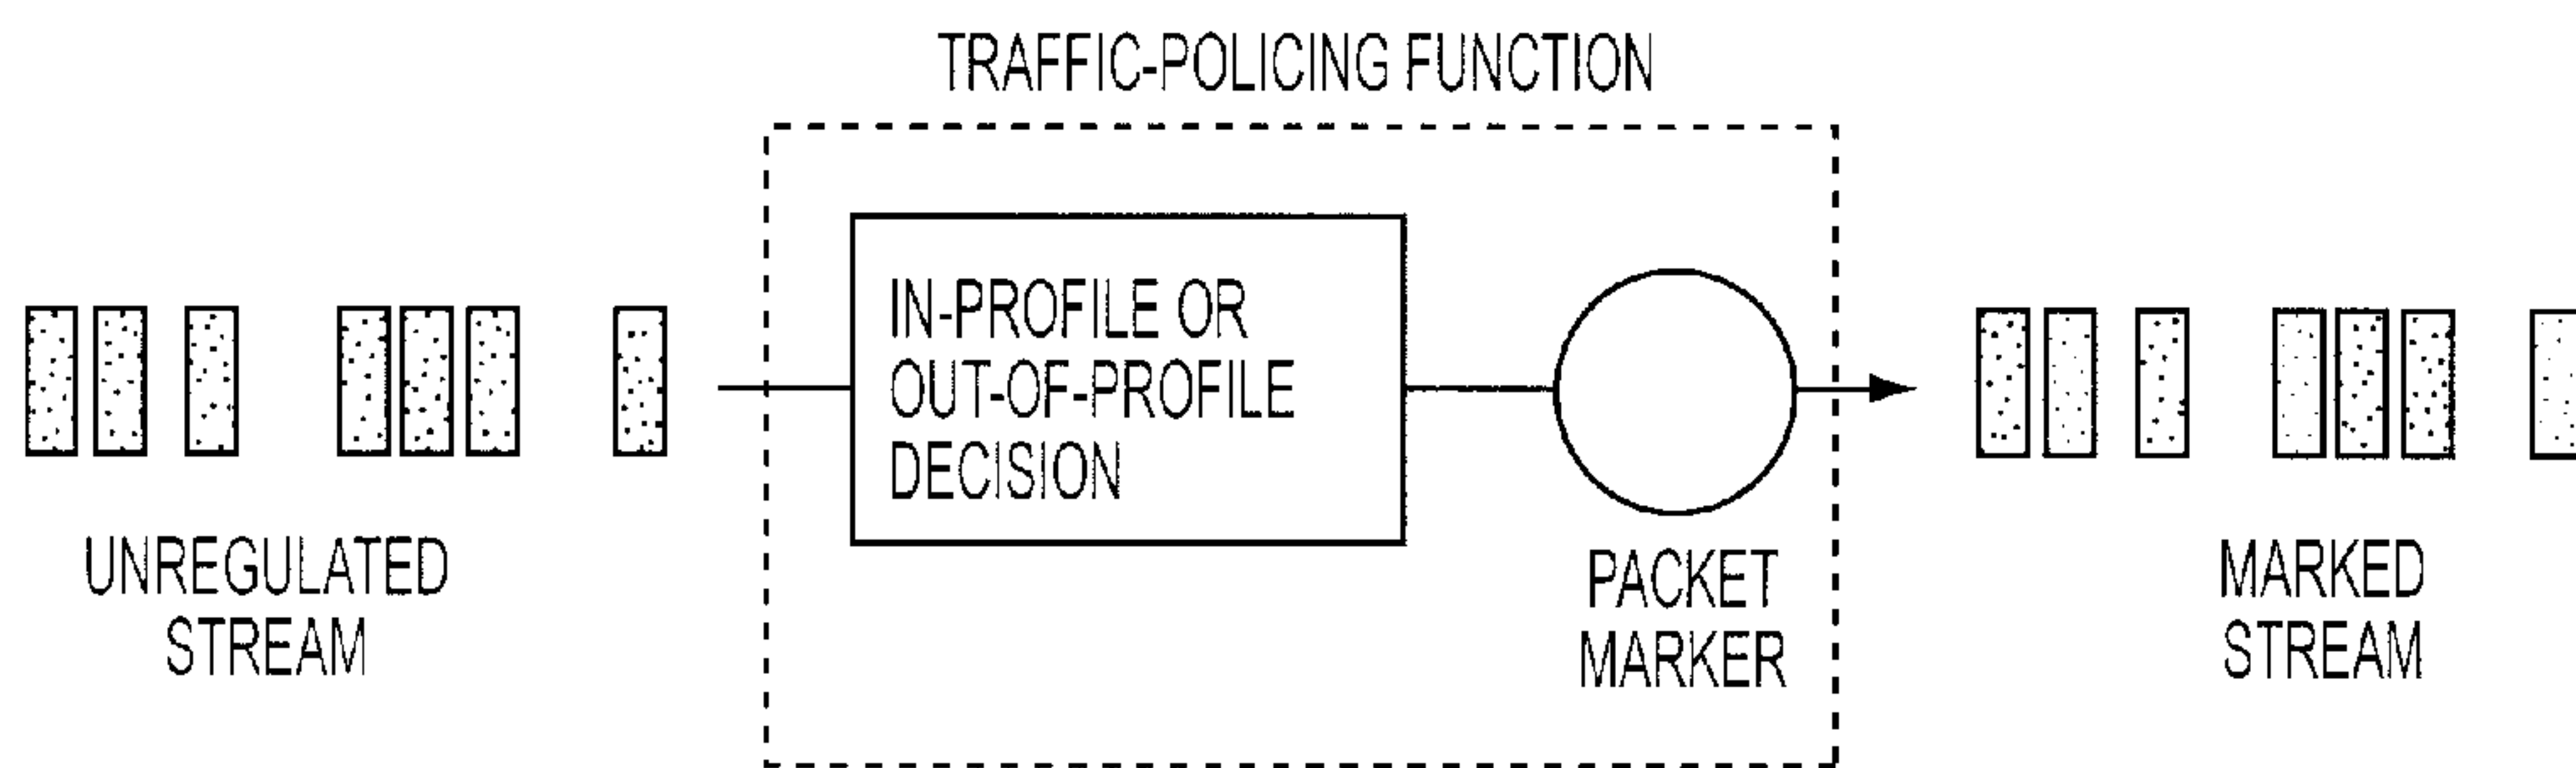 TRAFFIC-POLICING FUNCTION
IN-PROFILE OR
OUT-OF-PROFILE
DECISION
UNREGULATED
STREAM
PACKET
MARKER
MARKED
STREAM